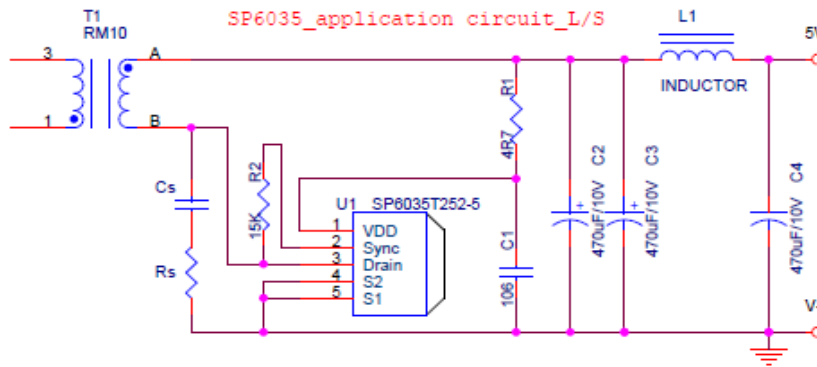 T1
RM10
SP6035_application circuit_L/S
L1
INDUCTOR
3
1
A
B
Cs
Rs
R2
15K
U1 SP6035T252-5
1 VDD
2 Sync
3 Drain
4 S2
5 S1
R1
4R7
C1
106
C2
470uF/10V
C3
470uF/10V
C4
470uF/10V